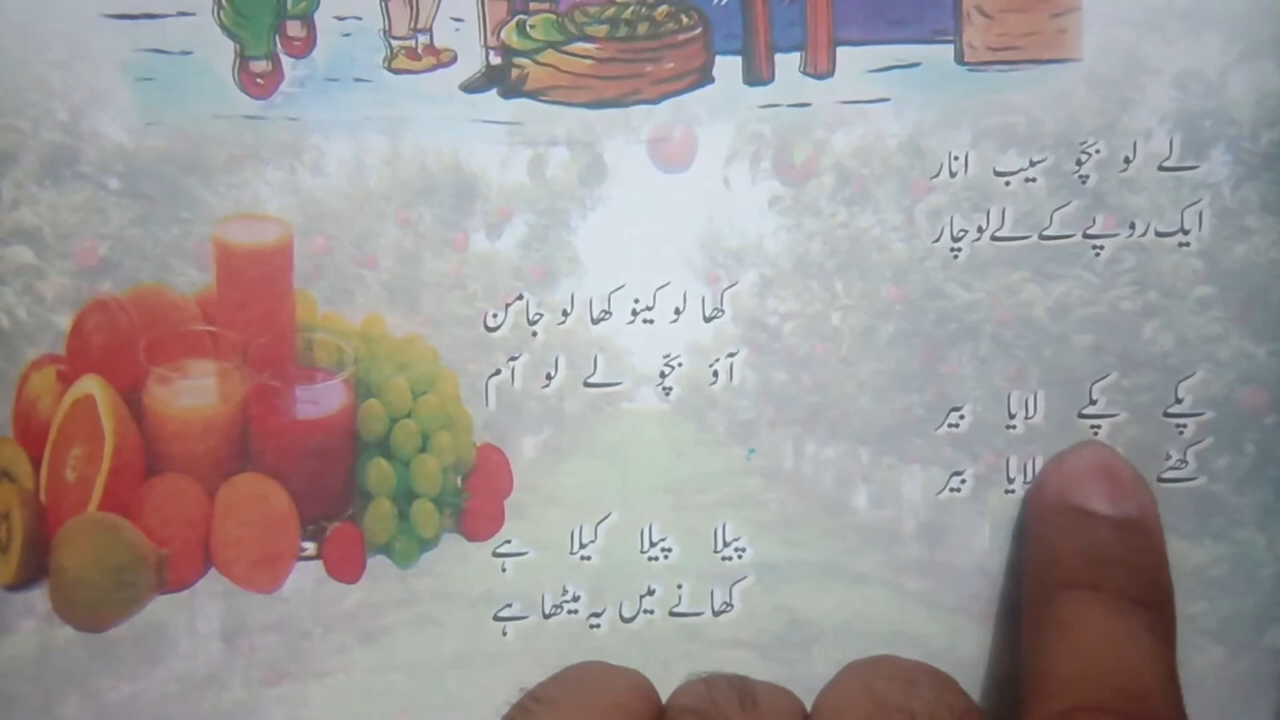 لے لو بچّو سیب انار
ایک روپے کے لے لو چار
کھا لو کینو کھا لو جامن
آؤ بچّو لے لو آم
پکے پکے لایا بیر
کھٹے لایا بیر
پیلا پیلا کیلا ہے
کھانے میں یہ میٹھا ہے